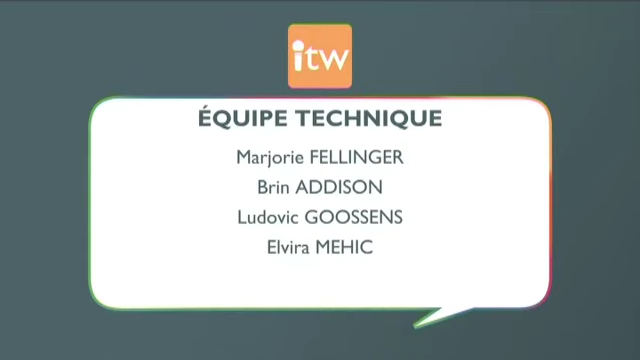 itw
ÉQUIPE TECHNIQUE
Marjorie FELLINGER
Brin ADDISON
Ludovic GOOSSENS
Elvira MEHIC